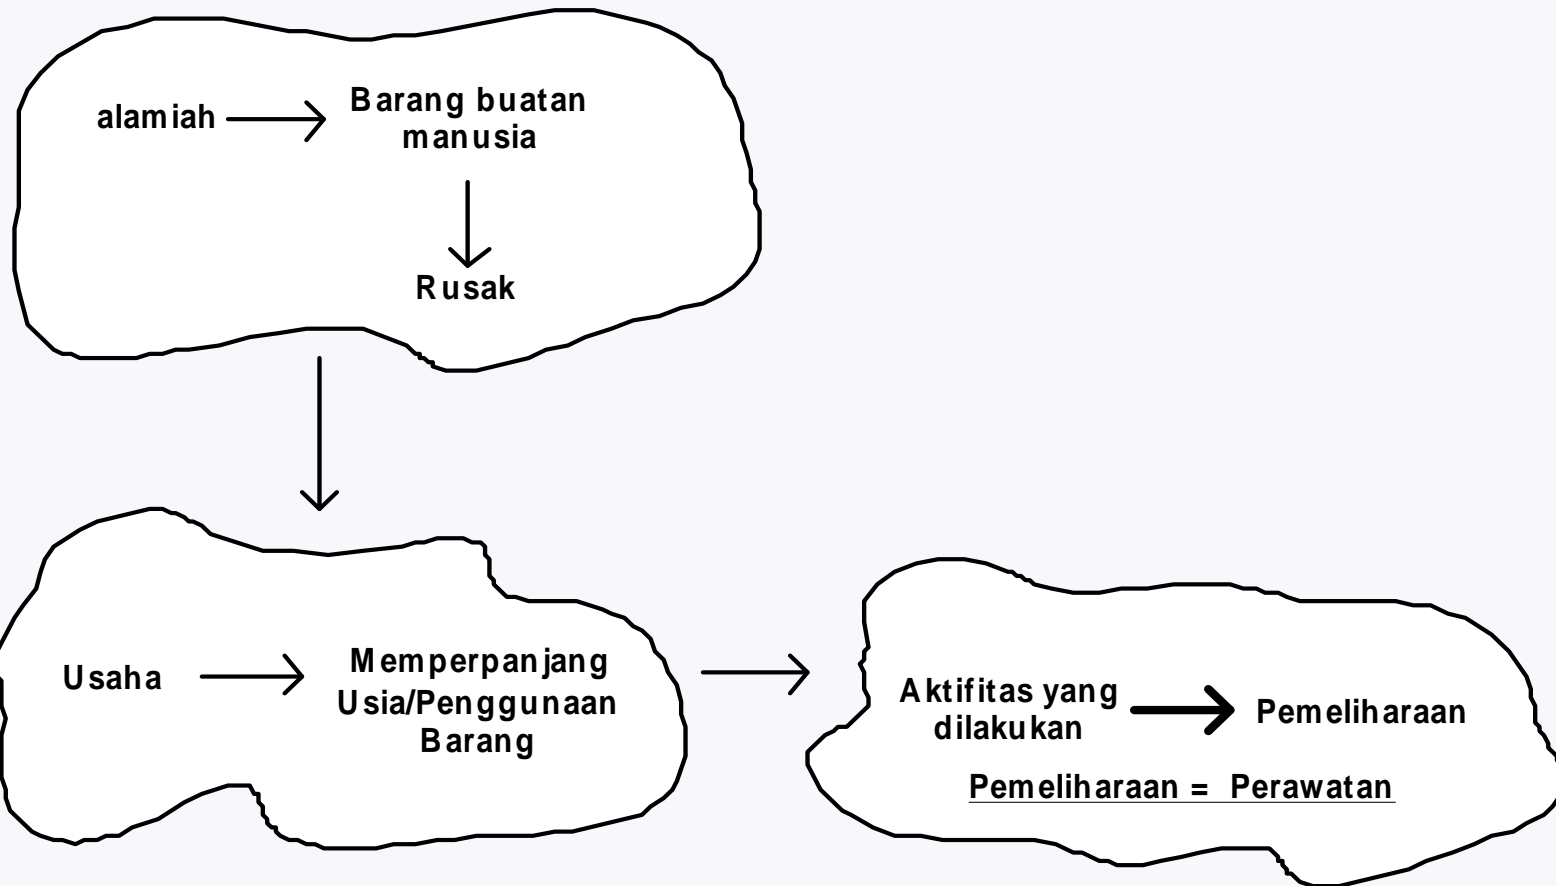 alamiah
Barang buatan
manusia
Rusak
Usaha
Memperpanjang
Usia/Penggunaan
Barang
Aktifitas yang
dilakukan
Pemeliharaan
Pemeliharaan = Perawatan